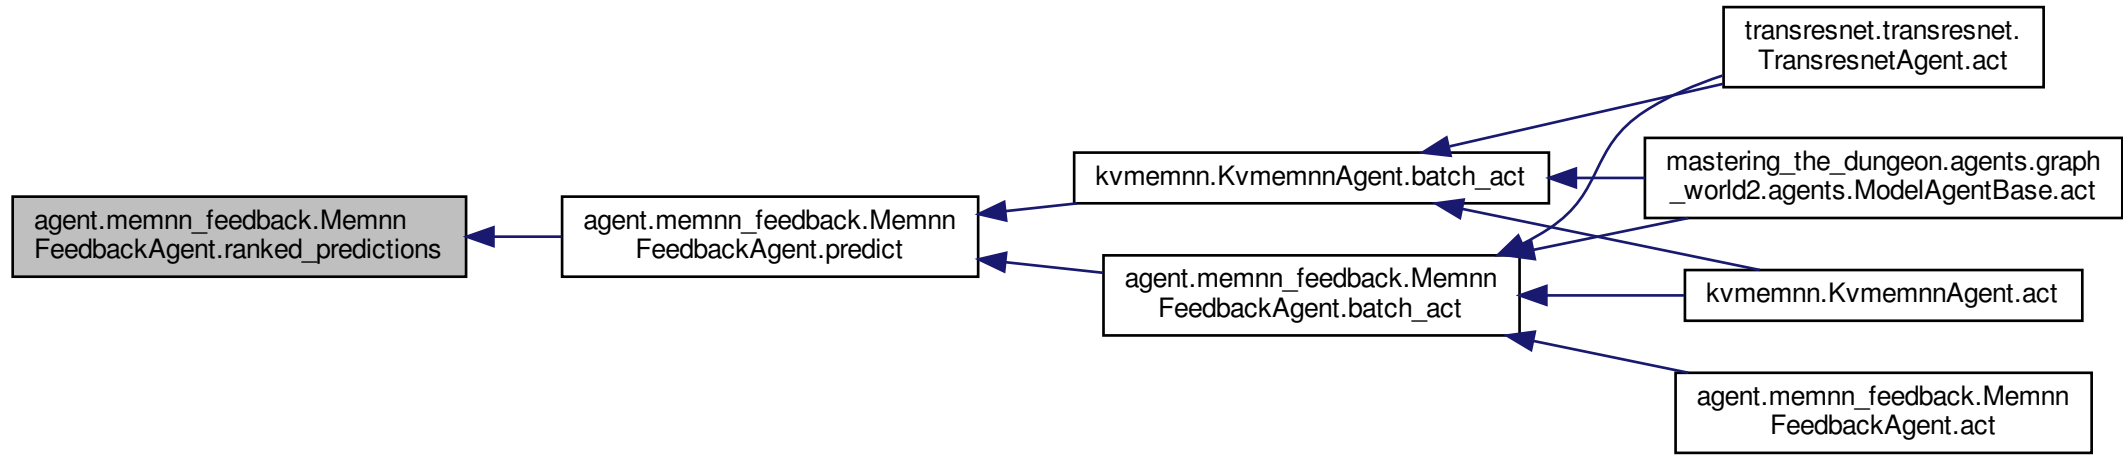 agent.memnn_feedback.Memnn
FeedbackAgent.ranked_predictions
agent.memnn_feedback.Memnn
FeedbackAgent.predict
kvmemnn.KvmemnnAgent.batch_act
agent.memnn_feedback.Memnn
FeedbackAgent.batch_act
transresnet.transresnet.
TransresnetAgent.act
mastering_the_dungeon.agents.graph
_world2.agents.ModelAgentBase.act
kvmemnn.KvmemnnAgent.act
agent.memnn_feedback.Memnn
FeedbackAgent.act